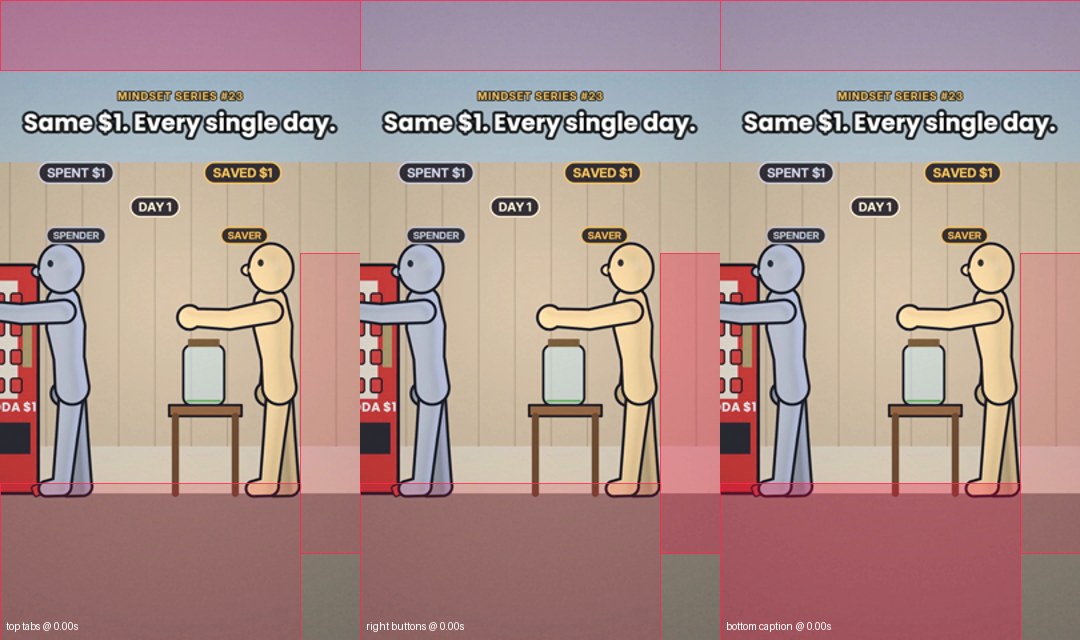 MINDSET SERIES #23
Same $1. Every single day.
SPENT $1
SAVED $1
DAY 1
SPENDER
SAVER
ODA $1
top tabs @ 0.00s
MINDSET SERIES #23
Same $1. Every single day.
SPENT $1
SAVED $1
DAY 1
SPENDER
SAVER
DA $1
right buttons @ 0.00s
MINDSET SERIES #23
Same $1. Every single day.
SPENT $1
SAVED $1
DAY 1
SPENDER
SAVER
DA $1
bottom caption @ 0.00s